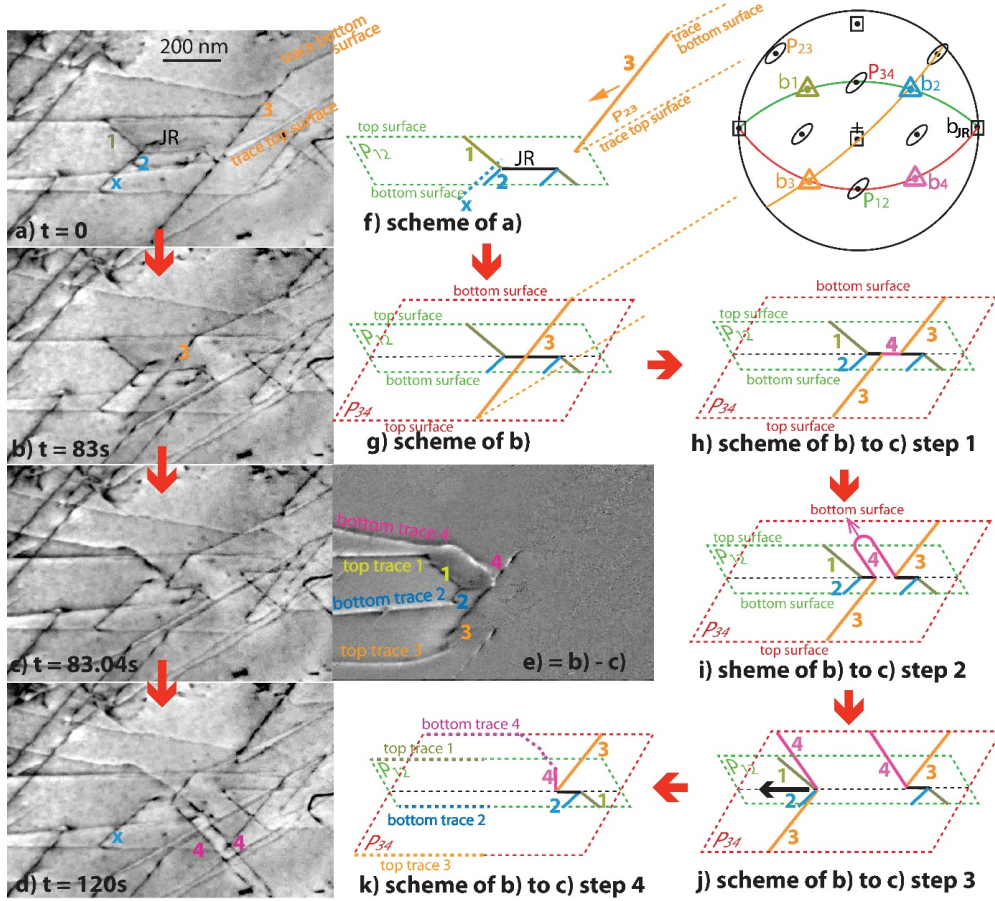 200 nm
trace bottom
surface
3
1
JR
2
x
trace top surface
a) t = 0
3
b) t = 83s
c) t = 83.04s
x
4
4
d) t = 120s
trace
bottom surface
3
P23
trace top surface
top surface
P12
1
JR
2
bottom surface
x
f) scheme of a)
P23
P34
b1
b2
bJR
b3
b4
P12
bottom surface
top surface
P12
3
bottom surface
P34
top surface
g) scheme of b)
bottom surface
top surface
P12
1
3
4
2
bottom surface
3
P34
top surface
h) scheme of b) to c) step 1
bottom trace 4
4
top trace 1
1
bottom trace 2
2
3
top trace 3
e) = b) - c)
bottom surface
top surface
P12
4
3
1
2
bottom surface
3
P34
top surface
i) sheme of b) to c) step 2
bottom trace 4
top trace 1
3
P12
4
2
1
bottom trace 2
P34
top trace 3
k) scheme of b) to c) step 4
4
P12
1
4
3
2
3
P34
j) scheme of b) to c) step 3